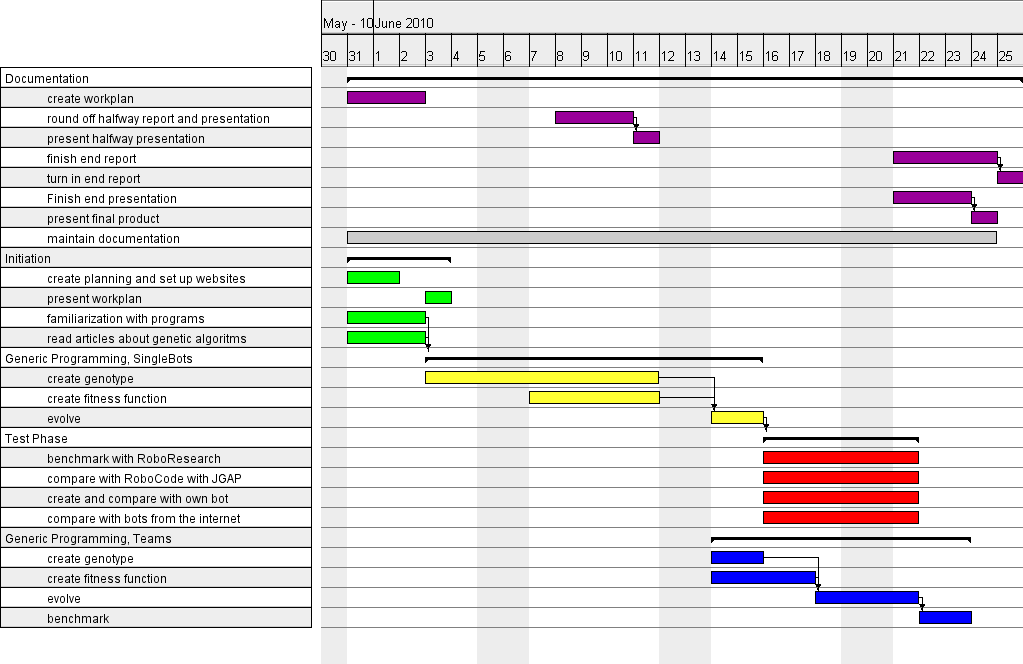 May - 10 June 2010
30 31 1 2 3 4 5 6 7 8 9 10 11 12 13 14 15 16 17 18 19 20 21 22 23 24 25
Documentation
create workplan
round off halfway report and presentation
present halfway presentation
finish end report
turn in end report
Finish end presentation
present final product
maintain documentation
Initiation
create planning and set up websites
present workplan
familiarization with programs
read articles about genetic algoritms
Generic Programming, SingleBots
create genotype
create fitness function
evolve
Test Phase
benchmark with RoboResearch
compare with RoboCode with JGAP
create and compare with own bot
compare with bots from the internet
Generic Programming, Teams
create genotype
create fitness function
evolve
benchmark